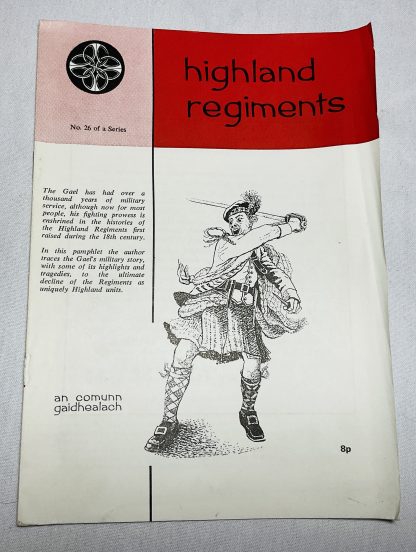 highland
regiments
No. 26 of a Series
The Gael has had over a
thousand years of military
service, although now for most
people, his fighting prowess is
enshrined in the histories of
the Highland Regiments first
raised during the 18th century.
In this pamphlet the author
traces the Gael's military story,
with some of its highlights and
tragedies, to the ultimate
decline of the Regiments as
uniquely Highland units.
an comunn
gaidhealach
8p